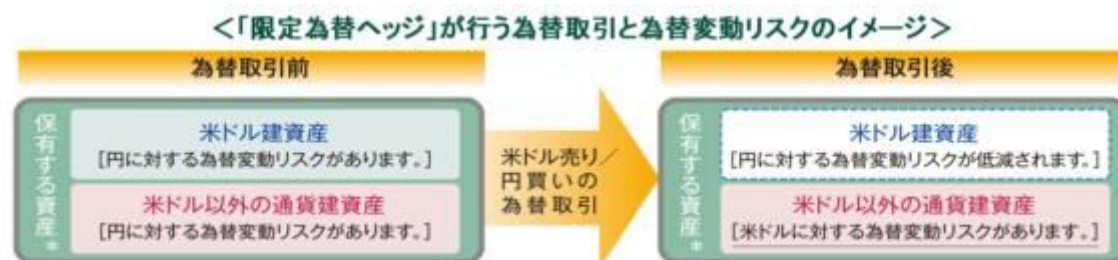 <「限定為替ヘッジ」が行う為替取引と為替変動リスクのイメージ>
為替取引前
保有する資産*
米ドル建資産
[円に対する為替変動リスクがあります。]
米ドル以外の通貨建資産
[円に対する為替変動リスクがあります。]
米ドル売り/
円買いの
為替取引
為替取引後
保有する資産*
米ドル建資産
[円に対する為替変動リスクが低減されます。]
米ドル以外の通貨建資産
[米ドルに対する為替変動リスクがあります。]